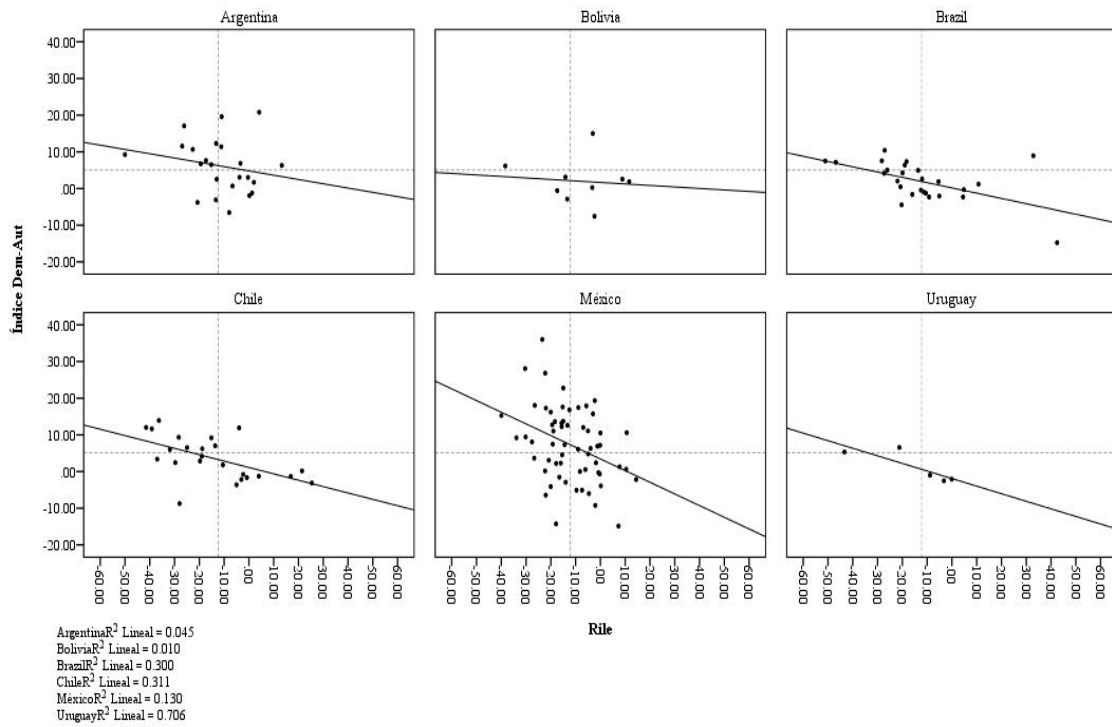 Argentina
Bolivia
Brazil
40.00
30.00
20.00
10.00
.00
-10.00
-20.00
Índice Dem-Aut
Chile
México
Uruguay
40.00
30.00
20.00
10.00
.00
-10.00
-20.00
-60.00 -50.00 -40.00 -30.00 -20.00 -10.00 .00 10.00 20.00 30.00 40.00 50.00 60.00
-60.00 -50.00 -40.00 -30.00 -20.00 -10.00 .00 10.00 20.00 30.00 40.00 50.00 60.00
-60.00 -50.00 -40.00 -30.00 -20.00 -10.00 .00 10.00 20.00 30.00 40.00 50.00 60.00
Rile
ArgentinaR² Lineal = 0.045
BoliviaR² Lineal = 0.010
BrazilR² Lineal = 0.300
ChileR² Lineal = 0.311
MéxicoR² Lineal = 0.130
UruguayR² Lineal = 0.706